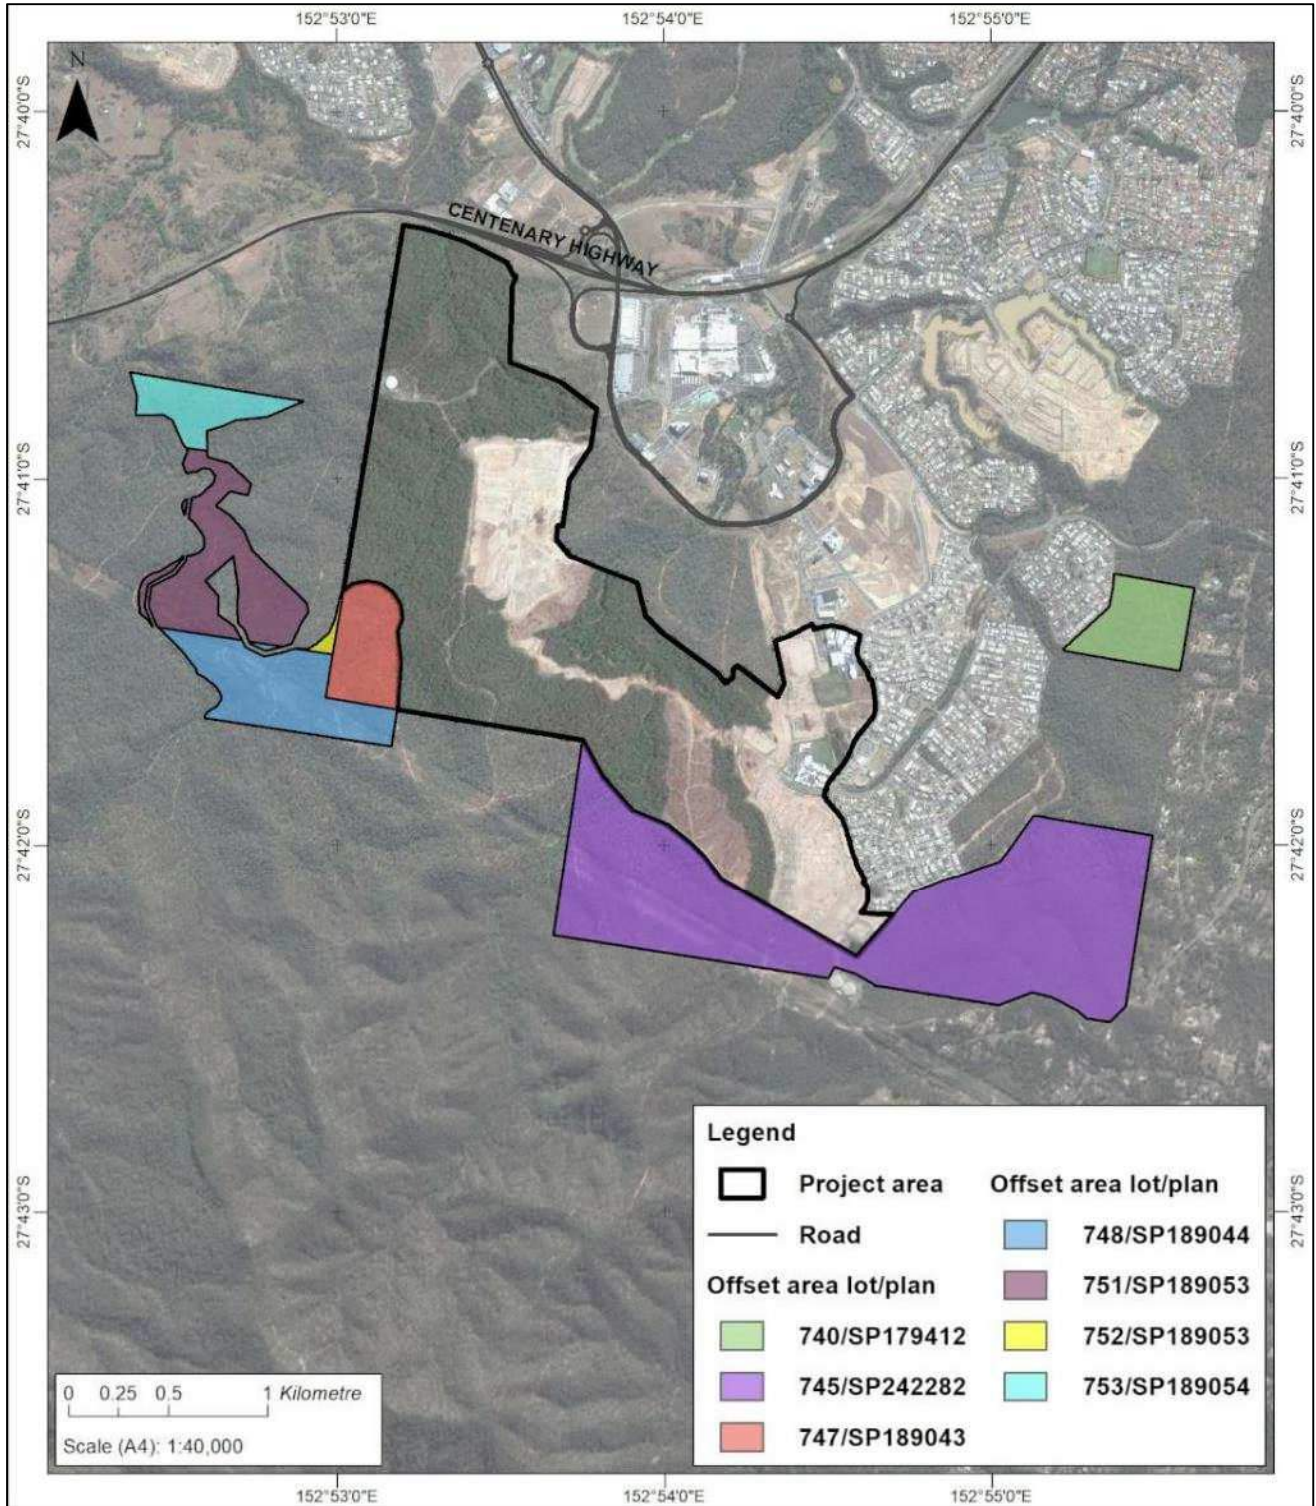 152°53'0"E 152°54'0"E 152°55'0"E
N
27°40'0"S 27°40'0"S
CENTENARY HIGHWAY
27°41'0"S 27°41'0"S
27°42'0"S 27°42'0"S
27°43'0"S 27°43'0"S
Legend
Project area
Road
Offset area lot/plan
740/SP179412
745/SP242282
747/SP189043
Offset area lot/plan
748/SP189044
751/SP189053
752/SP189053
753/SP189054
0 0.25 0.5 1 Kilometre
Scale (A4): 1:40,000
152°53'0"E 152°54'0"E 152°55'0"E